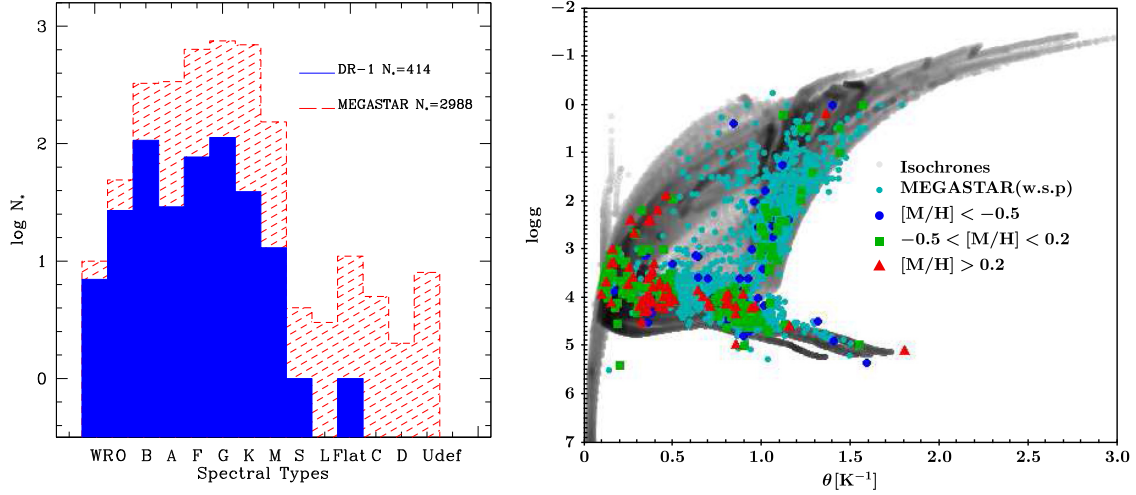 3
2
1
0
log N*
DR-1 N*=414
MEGASTAR N*=2988
WR O B A F G K M S L Flat C D Udef
Spectral Types
-2
-1
0
1
2
3
4
5
6
7
logg
Isochrones
MEGASTAR(w.s.p)
[M/H] < −0.5
−0.5 < [M/H] < 0.2
[M/H] > 0.2
0 0.5 1.0 1.5 2.0 2.5 3.0
θ[K⁻¹]